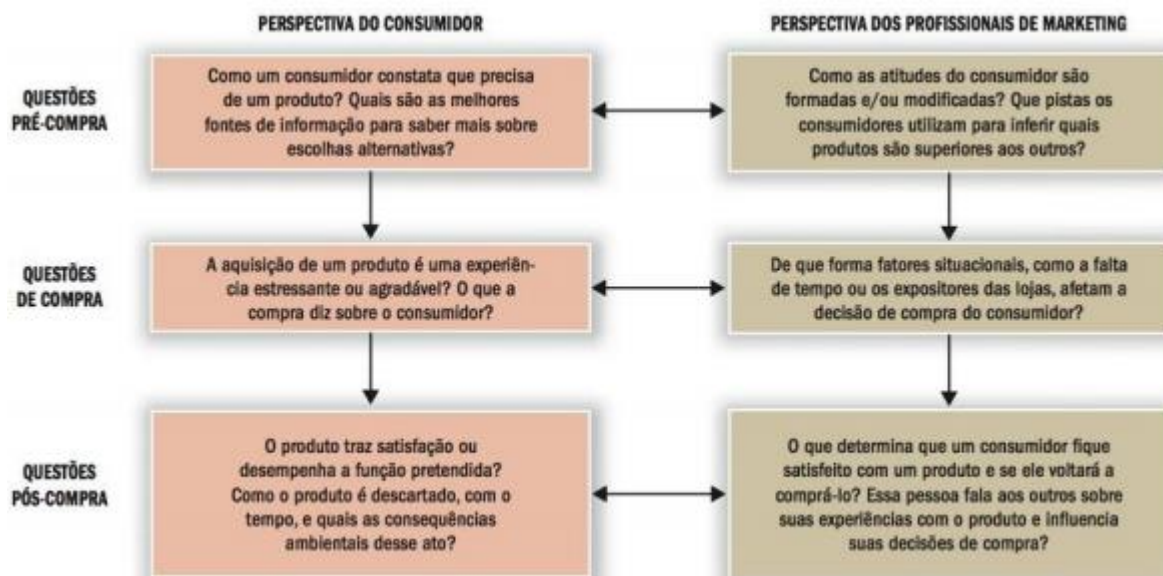 PERSPECTIVA DO CONSUMIDOR
PERSPECTIVA DOS PROFISSIONAIS DE MARKETING
QUESTÕES
PRÉ-COMPRA
Como um consumidor constata que precisa
de um produto? Quais são as melhores
fontes de informação para saber mais sobre
escolhas alternativas?
Como as atitudes do consumidor são
formadas e/ou modificadas? Que pistas os
consumidores utilizam para inferir quais
produtos são superiores aos outros?
QUESTÕES
DE COMPRA
A aquisição de um produto é uma experiên-
cia estressante ou agradável? O que a
compra diz sobre o consumidor?
De que forma fatores situacionais, como a falta
de tempo ou os expositores das lojas, afetam a
decisão de compra do consumidor?
QUESTÕES
PÓS-COMPRA
O produto traz satisfação ou
desempenha a função pretendida?
Como o produto é descartado, com o
tempo, e quais as consequências
ambientais desse ato?
O que determina que um consumidor fique
satisfeito com um produto e se ele voltará a
comprá-lo? Essa pessoa fala aos outros sobre
suas experiências com o produto e influencia
suas decisões de compra?